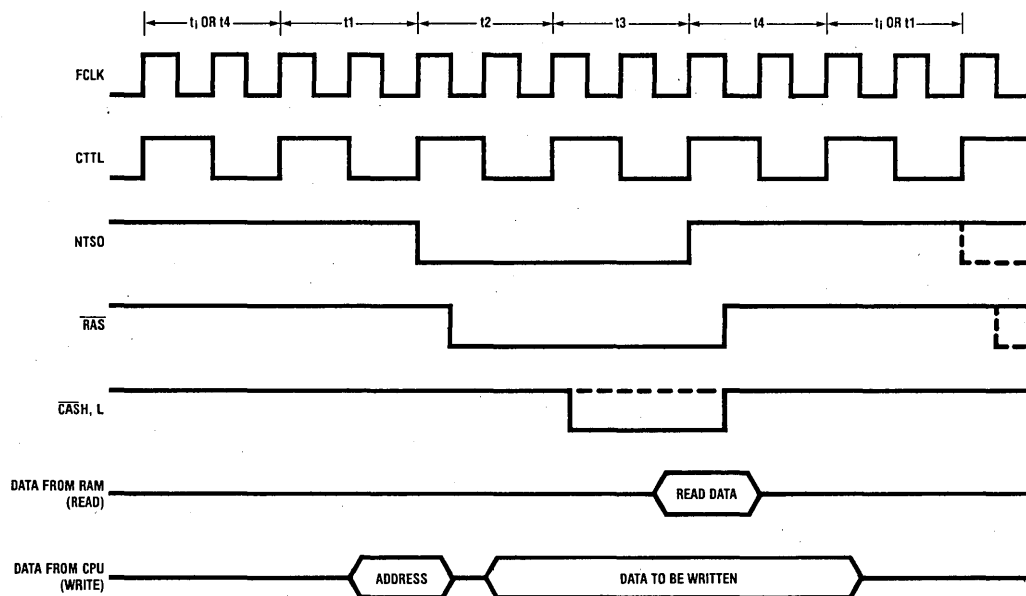 ti OR t4 t1 t2 t3 t4 ti OR t1
FCLK
CTTL
NTSO
RAS
CASH, L
DATA FROM RAM
(READ)
READ DATA
DATA FROM CPU
(WRITE)
ADDRESS
DATA TO BE WRITTEN